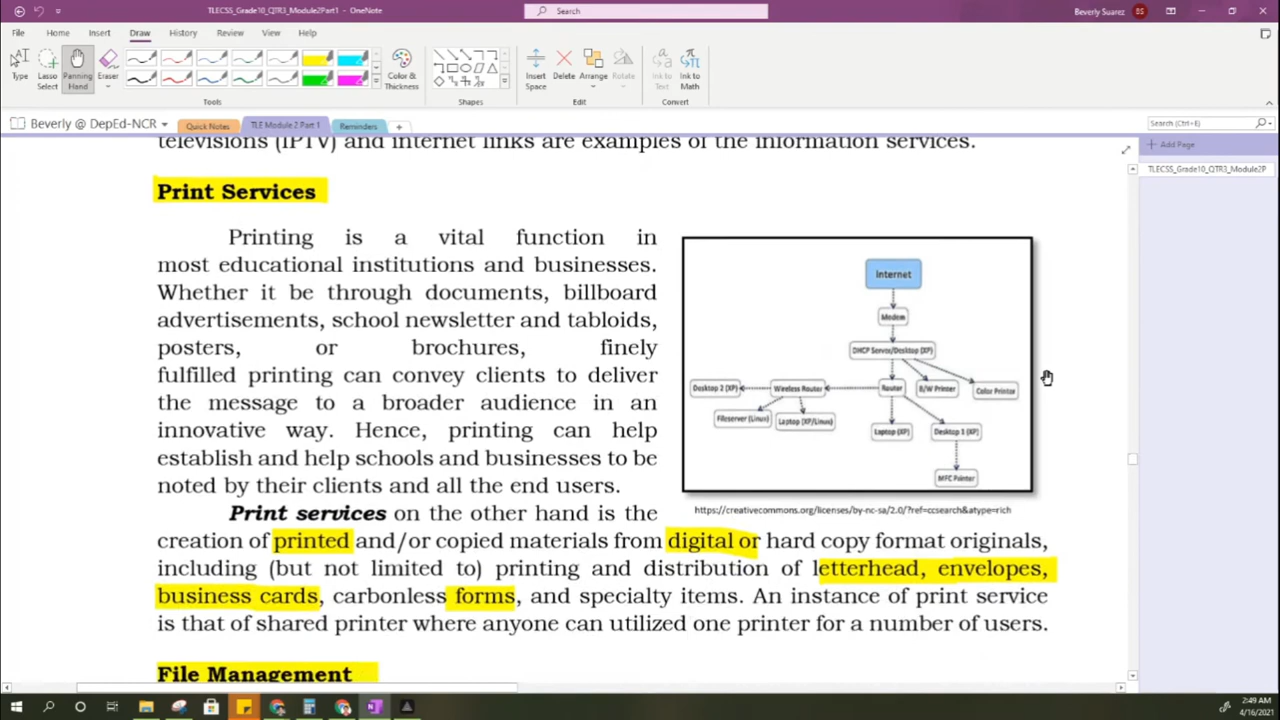 TLECSS_Grade10_QTR3_Module2Part1 - OneNote
Search
Beverly Suarez BS
File Home Insert Draw History Review View Help
Type
Lasso Select
Panning Hand
Eraser
Color & Thickness
Insert Space
Delete
Arrange
Rotate
Ink to Text
Ink to Math
Tools
Shapes
Edit
Convert
Beverly @ DepEd-NCR
Quick Notes
TLE Module 2 Part 1
Reminders
Search (Ctrl+E)
Add Page
TLECSS_Grade10_QTR3_Module2P
televisions (IPTV) and internet links are examples of the information services.
Print Services
Printing is a vital function in
most educational institutions and businesses.
Whether it be through documents, billboard
advertisements, school newsletter and tabloids,
posters, or brochures, finely
fulfilled printing can convey clients to deliver
the message to a broader audience in an
innovative way. Hence, printing can help
establish and help schools and businesses to be
noted by their clients and all the end users.
Internet
Modem
DHCP Server/Desktop (XP)
Desktop 2 (XP)
Wireless Router
Router
B/W Printer
Color Printer
Fileserver (Linux)
Laptop (XP/Linux)
Laptop (XP)
Desktop 1 (XP)
MFC Printer
https://creativecommons.org/licenses/by-nc-sa/2.0/?ref=ccsearch&atype=rich
Print services on the other hand is the
creation of printed and/or copied materials from digital or hard copy format originals,
including (but not limited to) printing and distribution of letterhead, envelopes,
business cards, carbonless forms, and specialty items. An instance of print service
is that of shared printer where anyone can utilized one printer for a number of users.
File Management
2:49 AM
4/16/2021